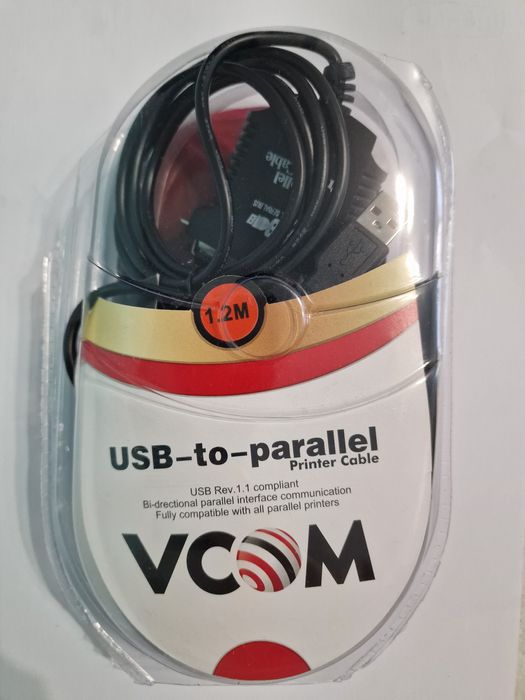 1.2M
USB-to-parallel
Printer Cable
USB Rev.1.1 compliant
Bi-drectional parallel interface communication
Fully compatible with all parallel printers
VCOM